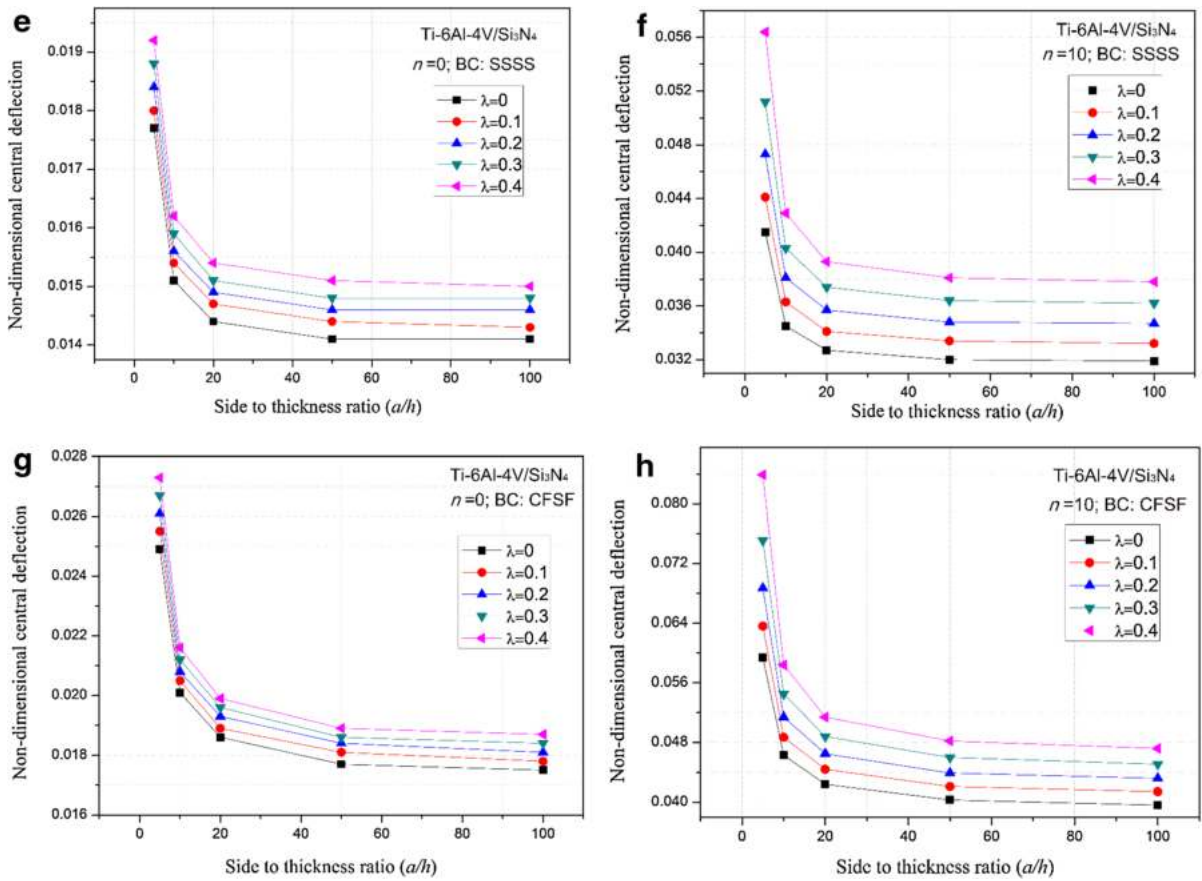 e
Ti-6Al-4V/Si₃N₄
n=0; BC: SSSS
λ=0
λ=0.1
λ=0.2
λ=0.3
λ=0.4
0.019
0.018
0.017
0.016
0.015
0.014
Non-dimensional central deflection
0 20 40 60 80 100
Side to thickness ratio (a/h)
f
Ti-6Al-4V/Si₃N₄
n=10; BC: SSSS
λ=0
λ=0.1
λ=0.2
λ=0.3
λ=0.4
0.056
0.052
0.048
0.044
0.040
0.036
0.032
Non-dimensional central deflection
0 20 40 60 80 100
Side to thickness ratio (a/h)
g
Ti-6Al-4V/Si₃N₄
n=0; BC: CFSF
λ=0
λ=0.1
λ=0.2
λ=0.3
λ=0.4
0.028
0.026
0.024
0.022
0.020
0.018
0.016
Non-dimensional central deflection
0 20 40 60 80 100
Side to thickness ratio (a/h)
h
Ti-6Al-4V/Si₃N₄
n=10; BC: CFSF
λ=0
λ=0.1
λ=0.2
λ=0.3
λ=0.4
0.080
0.072
0.064
0.056
0.048
0.040
Non-dimensional central deflection
0 20 40 60 80 100
Side to thickness ratio (a/h)